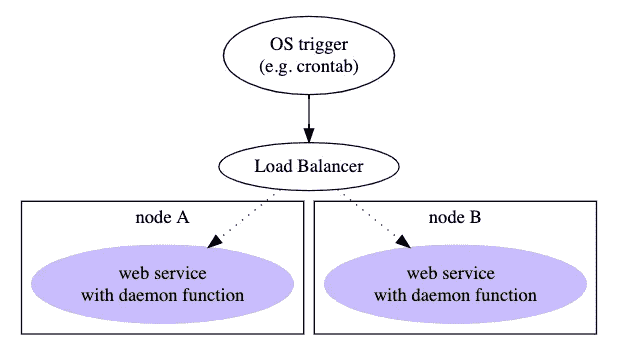 OS trigger
(e.g. crontab)
Load Balancer
node A
node B
web service
with daemon function
web service
with daemon function